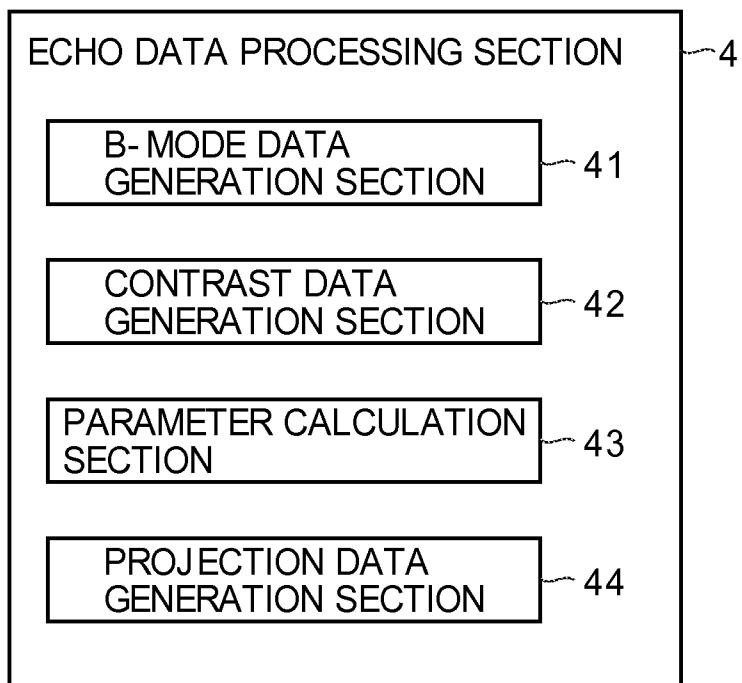 ECHO DATA PROCESSING SECTION 4
B-MODE DATA
GENERATION SECTION 41
CONTRAST DATA
GENERATION SECTION 42
PARAMETER CALCULATION
SECTION 43
PROJECTION DATA
GENERATION SECTION 44